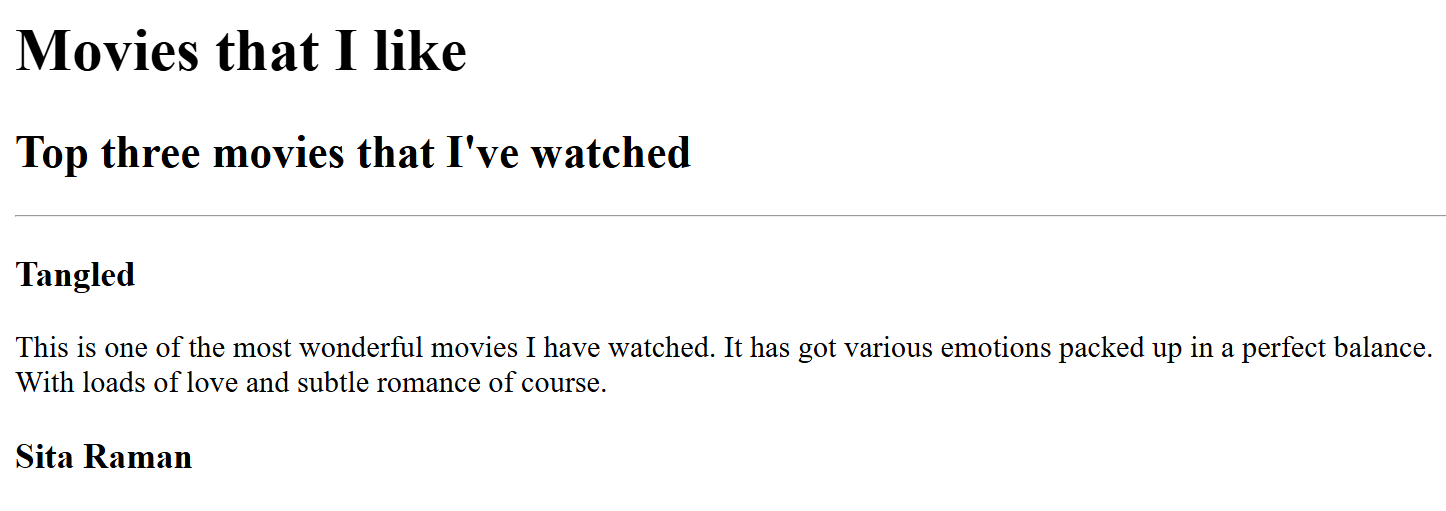 Movies that I like
Top three movies that I've watched
Tangled
This is one of the most wonderful movies I have watched. It has got various emotions packed up in a perfect balance.
With loads of love and subtle romance of course.
Sita Raman